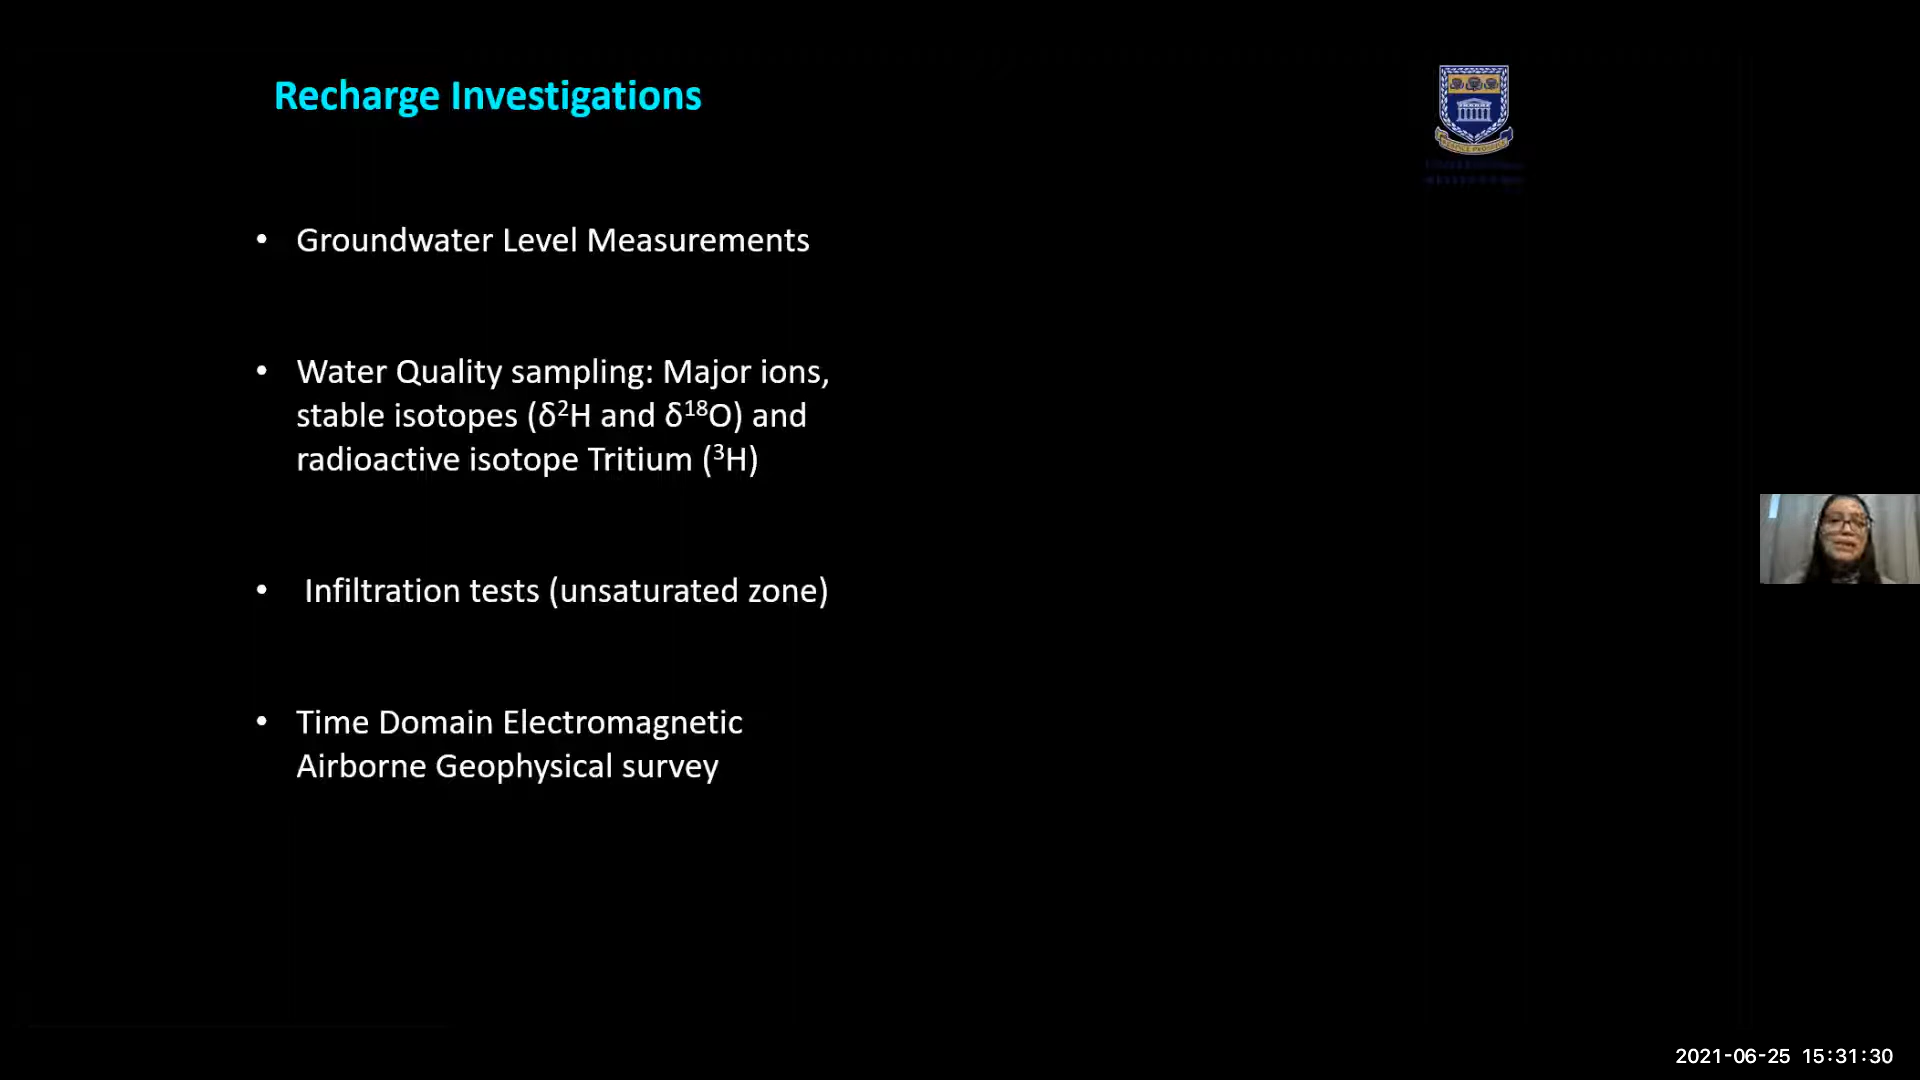 Recharge Investigations
• Groundwater Level Measurements
• Water Quality sampling: Major ions,
stable isotopes (δ²H and δ¹⁸O) and
radioactive isotope Tritium (³H)
• Infiltration tests (unsaturated zone)
• Time Domain Electromagnetic
Airborne Geophysical survey
2021-06-25 15:31:30